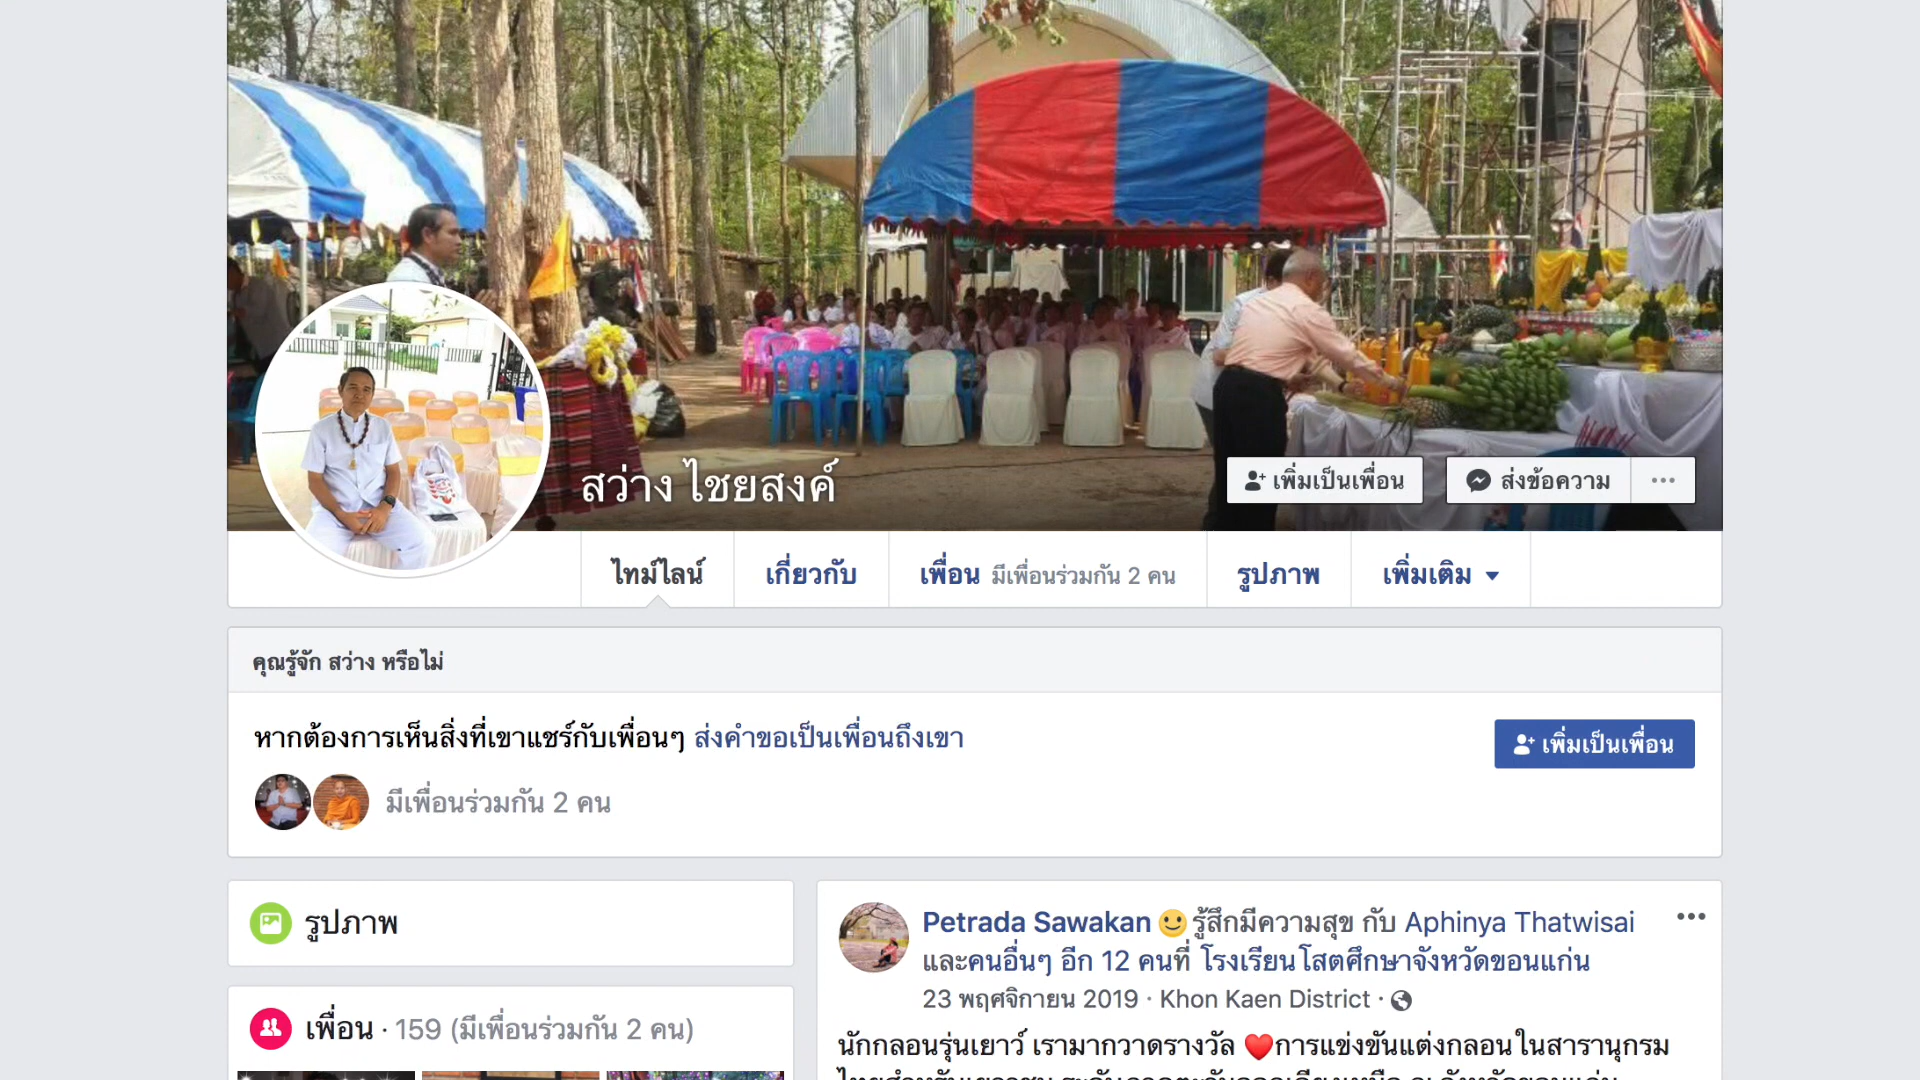 สว่าง ไชยสงค์
เพิ่มเป็นเพื่อน
ส่งข้อความ
ไทม์ไลน์
เกี่ยวกับ
เพื่อน มีเพื่อนร่วมกัน 2 คน
รูปภาพ
เพิ่มเติม
คุณรู้จัก สว่าง หรือไม่
หากต้องการเห็นสิ่งที่เขาแชร์กับเพื่อนๆ ส่งคำขอเป็นเพื่อนถึงเขา
เพิ่มเป็นเพื่อน
มีเพื่อนร่วมกัน 2 คน
รูปภาพ
เพื่อน · 159 (มีเพื่อนร่วมกัน 2 คน)
Petrada Sawakan 🙂 รู้สึกมีความสุข กับ Aphinya Thatwisai
และคนอื่นๆ อีก 12 คนที่ โรงเรียนโสตศึกษาจังหวัดขอนแก่น
23 พฤศจิกายน 2019 · Khon Kaen District ·
นักกลอนรุ่นเยาว์ เรามากวาดรางวัล ❤️การแข่งขันแต่งกลอนในสารานุกรม